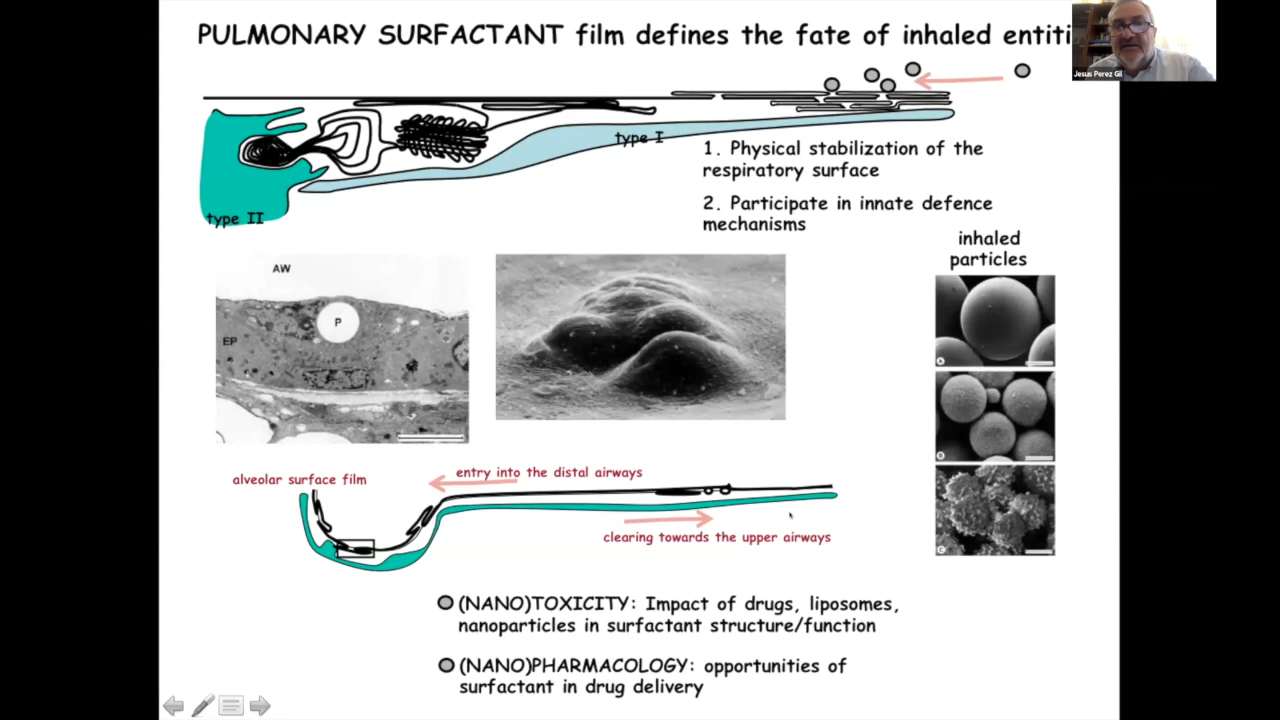 PULMONARY SURFACTANT film defines the fate of inhaled
Jesus Perez Gil
type I
type II
1. Physical stabilization of the
respiratory surface
2. Participate in innate defence
mechanisms
inhaled
particles
AW
P
EP
A
B
C
alveolar surface film
entry into the distal airways
clearing towards the upper airways
(NANO)TOXICITY: Impact of drugs, liposomes,
nanoparticles in surfactant structure/function
(NANO)PHARMACOLOGY: opportunities of
surfactant in drug delivery